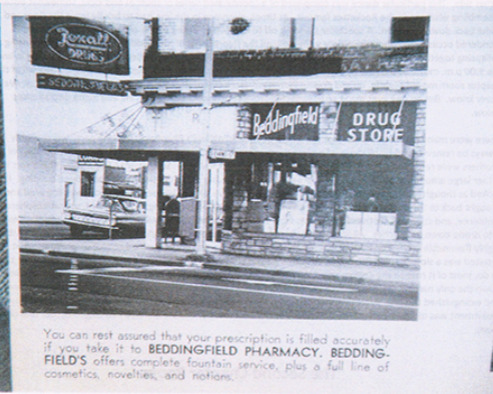 Rexall
DRUGS
BEDDINGFIELD'S
Beddingfield
DRUG
STORE
You can rest assured that your prescription is filled accurately
if you take it to BEDDINGFIELD PHARMACY. BEDDING-
FIELD'S offers complete fountain service, plus a full line of
cosmetics, novelties, and notions.